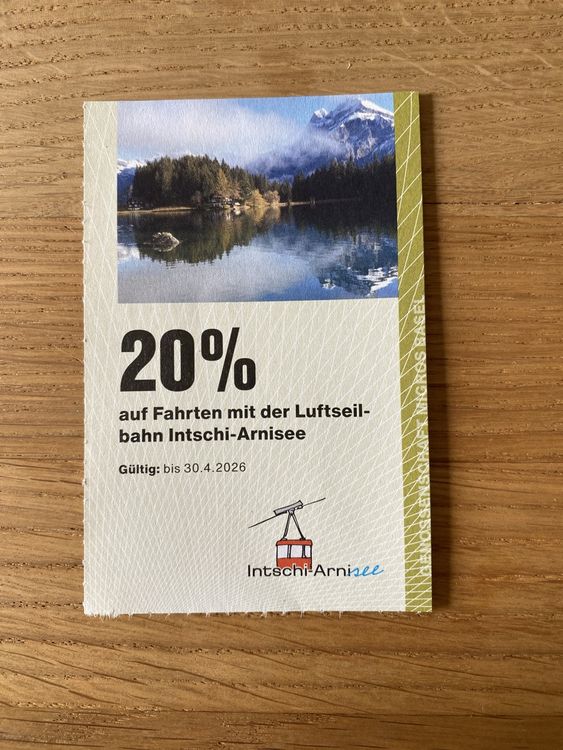 20%
auf Fahrten mit der Luftseil-
bahn Intschi-Arnisee
Gültig: bis 30.4.2026
Intschi-Arnisee
GENOSSENSCHAFT MIGROS BASEL